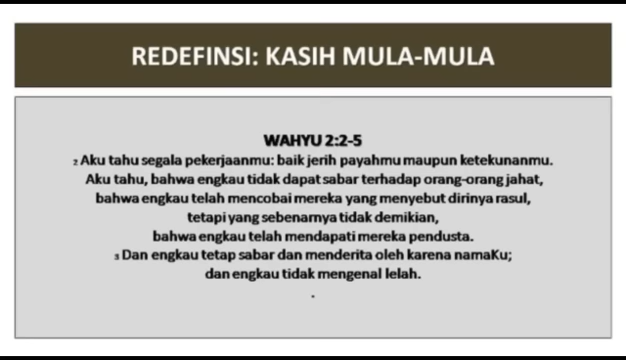 REDEFINSI: KASIH MULA-MULA
WAHYU 2:2-5
2 Aku tahu segala pekerjaanmu: baik jerih payahmu maupun ketekunanmu.
Aku tahu, bahwa engkau tidak dapat sabar terhadap orang-orang jahat,
bahwa engkau telah mencobai mereka yang menyebut dirinya rasul,
tetapi yang sebenarnya tidak demikian,
bahwa engkau telah mendapati mereka pendusta.
3 Dan engkau tetap sabar dan menderita oleh karena namaKu;
dan engkau tidak mengenal lelah.
.